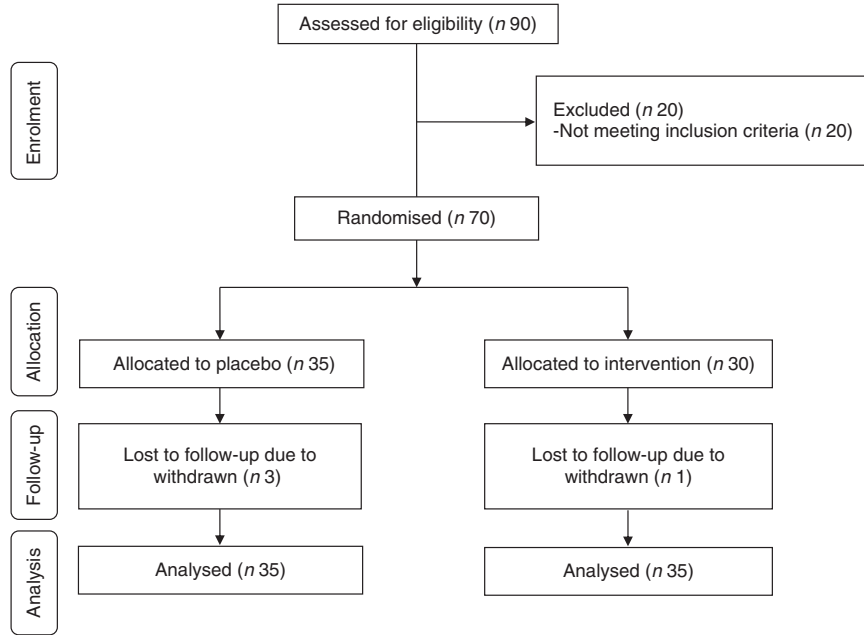 Assessed for eligibility (n 90)
Enrolment
Excluded (n 20)
-Not meeting inclusion criteria (n 20)
Randomised (n 70)
Allocation
Allocated to placebo (n 35)
Allocated to intervention (n 30)
Follow-up
Lost to follow-up due to
withdrawn (n 3)
Lost to follow-up due to
withdrawn (n 1)
Analysis
Analysed (n 35)
Analysed (n 35)